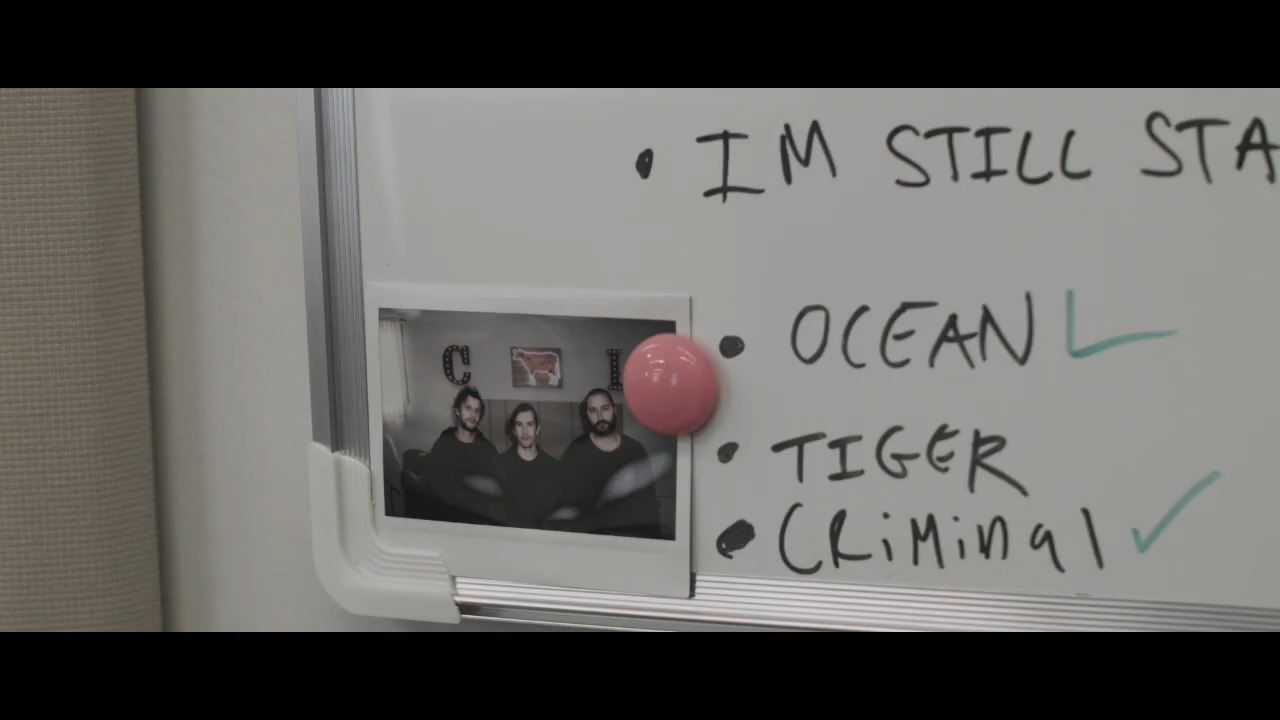 • IM STILL STA
• OCEAN
• TIGER
• CRiMinal
C I